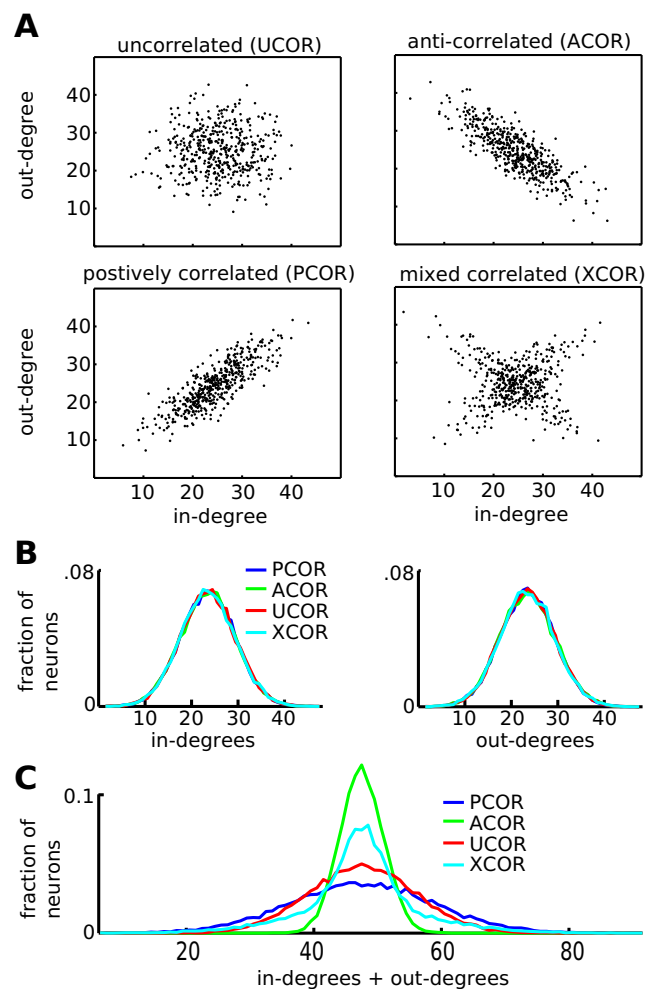 A
uncorrelated (UCOR)
anti-correlated (ACOR)
out-degree
40
30
20
10
postively correlated (PCOR)
mixed correlated (XCOR)
out-degree
40
30
20
10
10 20 30 40
in-degree
10 20 30 40
in-degree
B
fraction of
neurons
.08
0
PCOR
ACOR
UCOR
XCOR
10 20 30 40
in-degrees
.08
0
10 20 30 40
out-degrees
C
fraction of
neurons
0.1
0
PCOR
ACOR
UCOR
XCOR
20 40 60 80
in-degrees + out-degrees